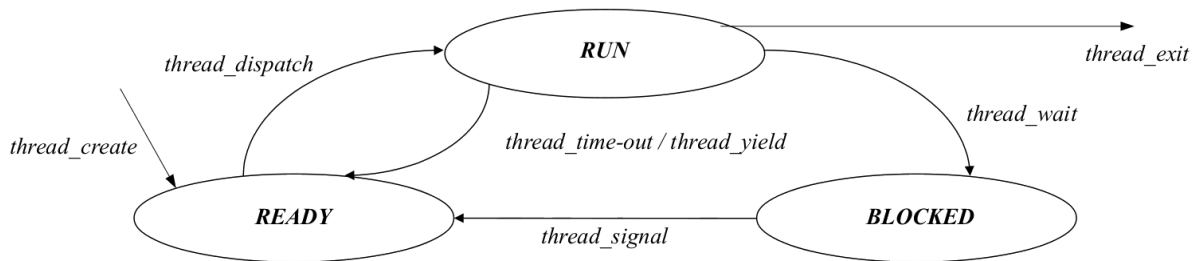 RUN
thread_exit
thread_dispatch
thread_wait
thread_create
thread_time-out / thread_yield
READY
BLOCKED
thread_signal